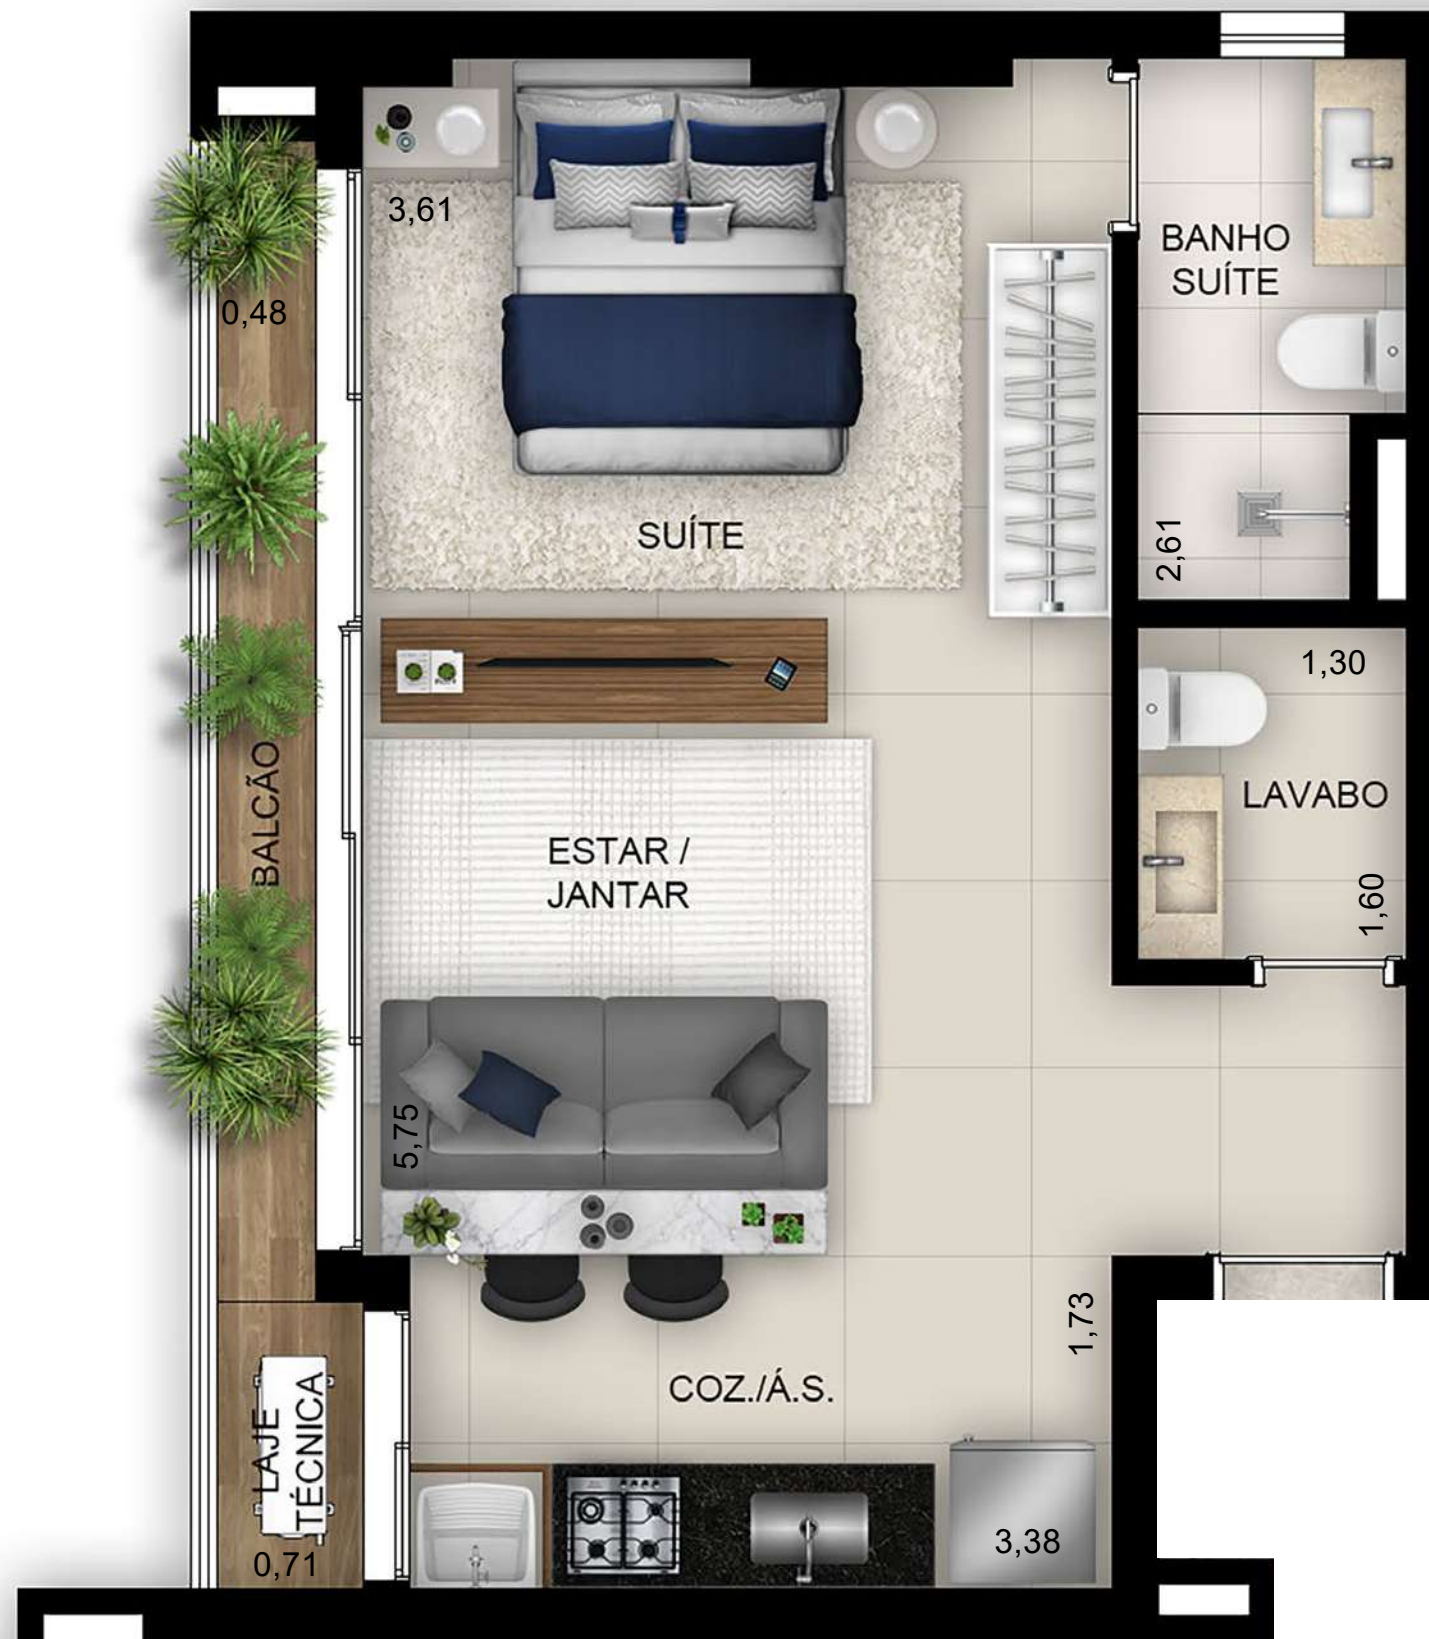 3,61
BANHO
SUÍTE
0,48
SUÍTE
2,61
1,30
BALCÃO
LAVABO
ESTAR /
JANTAR
1,60
5,75
1,73
COZ./Á.S.
LAJE
TÉCNICA
3,38
0,71